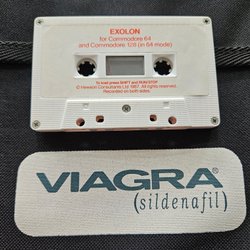 EXOLON
for Commodore 64
and Commodore 128 (in 64 mode)
To load press SHIFT and RUN/STOP
© Hewson Consultants Ltd 1987. All rights reserved.
Recorded on both sides.
VIAGRA®
(sildenafil)